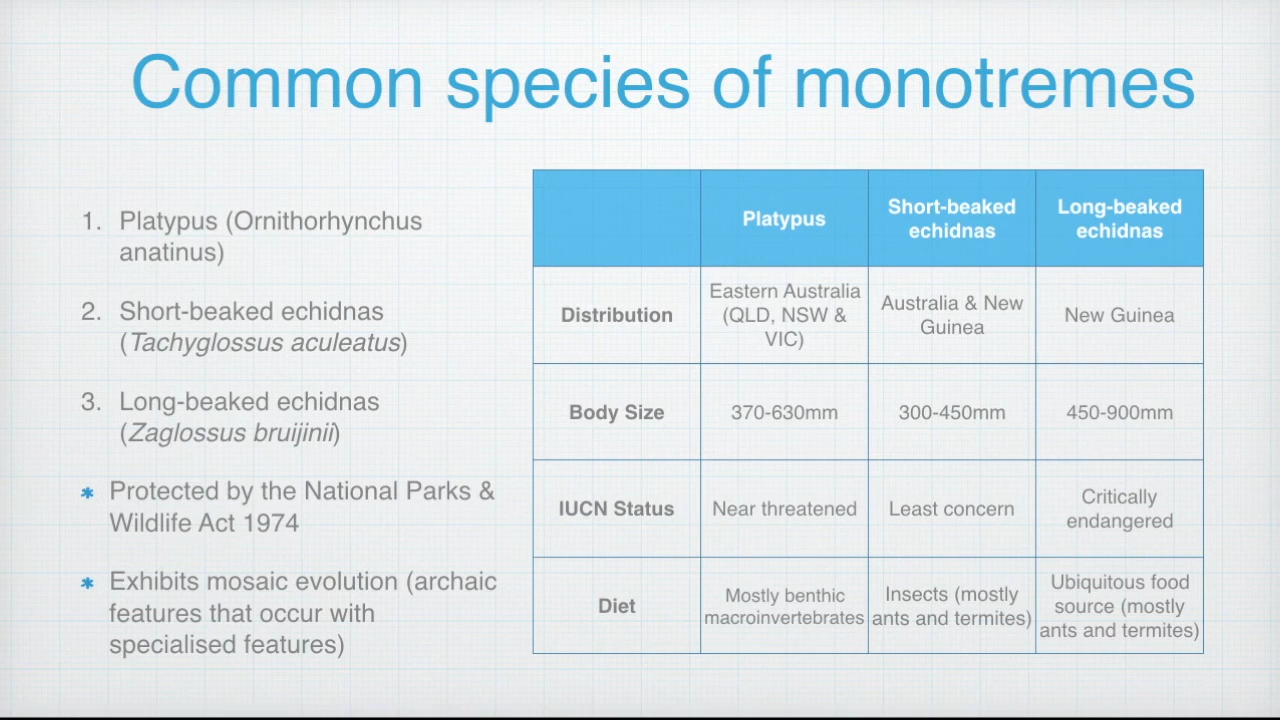 Common species of monotremes
1. Platypus (Ornithorhynchus
anatinus)
2. Short-beaked echidnas
(Tachyglossus aculeatus)
3. Long-beaked echidnas
(Zaglossus bruijinii)
* Protected by the National Parks &
Wildlife Act 1974
* Exhibits mosaic evolution (archaic
features that occur with
specialised features)
Platypus
Short-beaked
echidnas
Long-beaked
echidnas
Distribution
Eastern Australia
(QLD, NSW &
VIC)
Australia & New
Guinea
New Guinea
Body Size
370-630mm
300-450mm
450-900mm
IUCN Status
Near threatened
Least concern
Critically
endangered
Diet
Mostly benthic
macroinvertebrates
Insects (mostly
ants and termites)
Ubiquitous food
source (mostly
ants and termites)